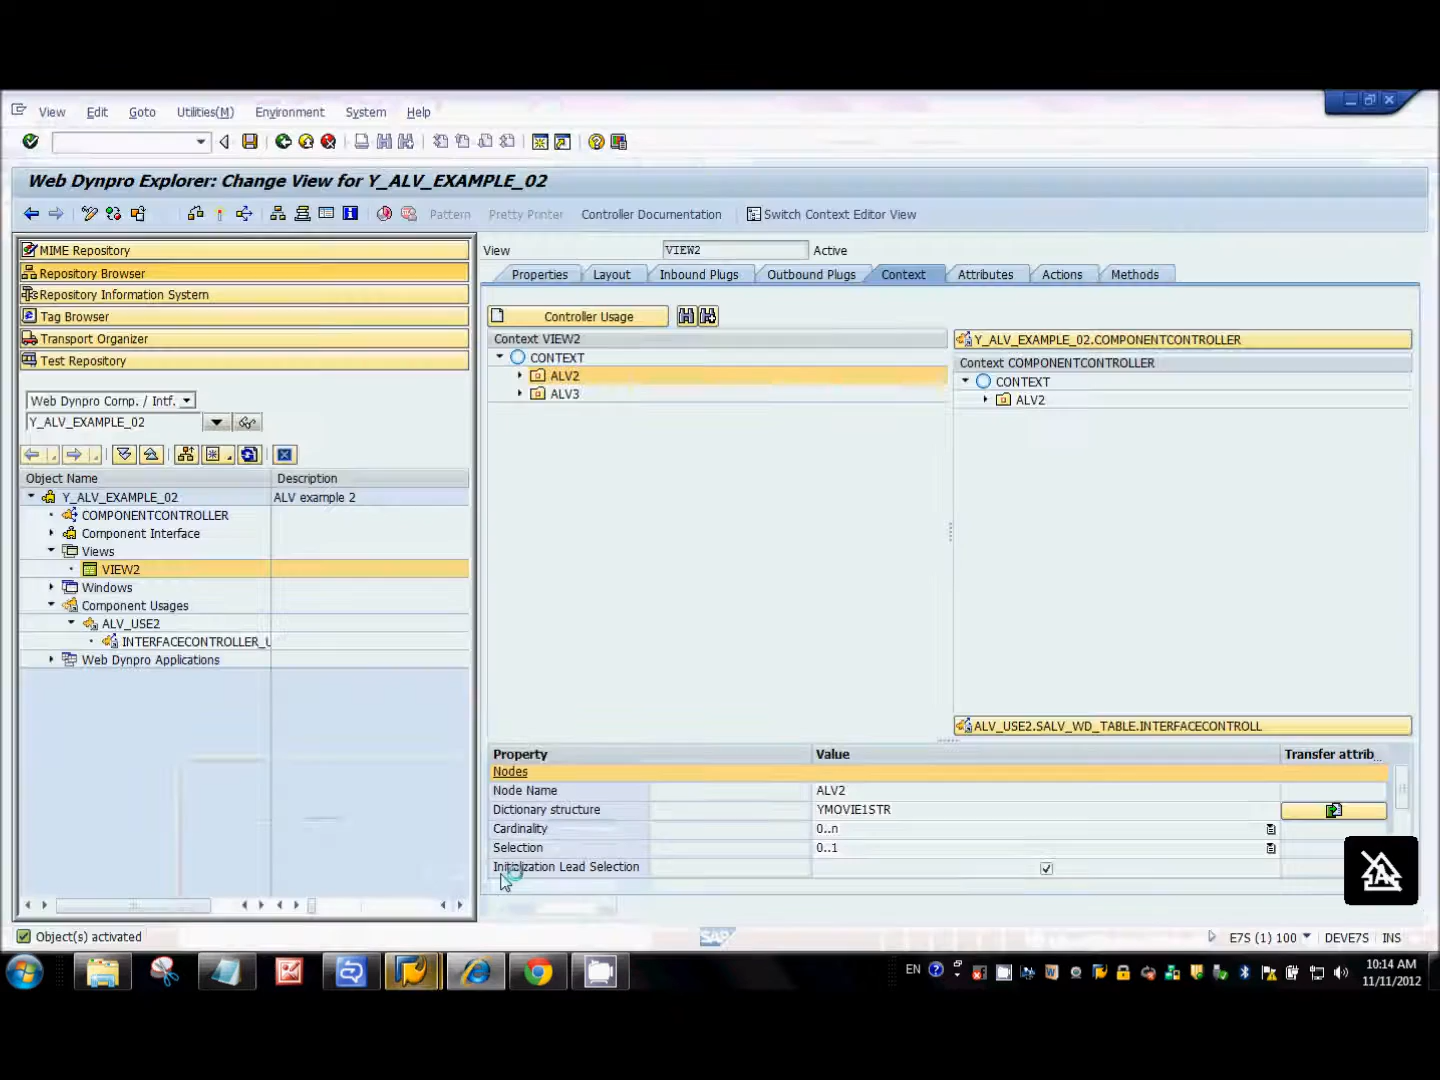 View Edit Goto Utilities(M) Environment System Help
Web Dynpro Explorer: Change View for Y_ALV_EXAMPLE_02
Pattern Pretty Printer Controller Documentation Switch Context Editor View
MIME Repository
Repository Browser
Repository Information System
Tag Browser
Transport Organizer
Test Repository
Web Dynpro Comp. / Intf.
Y_ALV_EXAMPLE_02
Object Name Description
Y_ALV_EXAMPLE_02 ALV example 2
COMPONENTCONTROLLER
Component Interface
Views
VIEW2
Windows
Component Usages
ALV_USE2
INTERFACECONTROLLER_U
Web Dynpro Applications
View VIEW2 Active
Properties Layout Inbound Plugs Outbound Plugs Context Attributes Actions Methods
Controller Usage
Context VIEW2
CONTEXT
ALV2
ALV3
Y_ALV_EXAMPLE_02.COMPONENTCONTROLLER
Context COMPONENTCONTROLLER
CONTEXT
ALV2
ALV_USE2.SALV_WD_TABLE.INTERFACECONTROLL
Property Value Transfer attrib...
Nodes
Node Name ALV2
Dictionary structure YMOVIE1STR
Cardinality 0..n
Selection 0..1
Initialization Lead Selection
Object(s) activated
SAP
E7S (1) 100 DEVE7S INS
EN
10:14 AM
11/11/2012